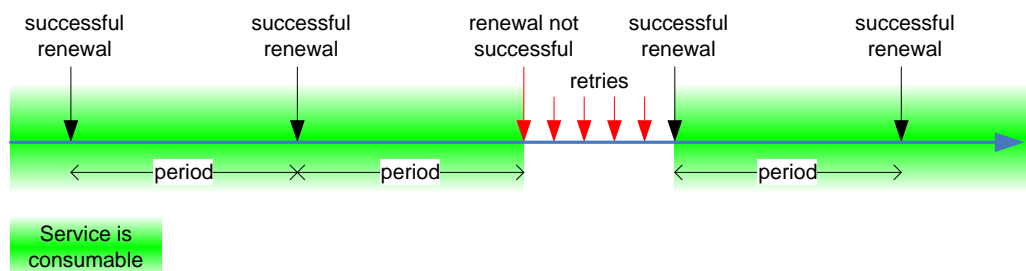 successful
renewal
successful
renewal
renewal not
successful
successful
renewal
successful
renewal
retries
period
period
period
Service is
consumable